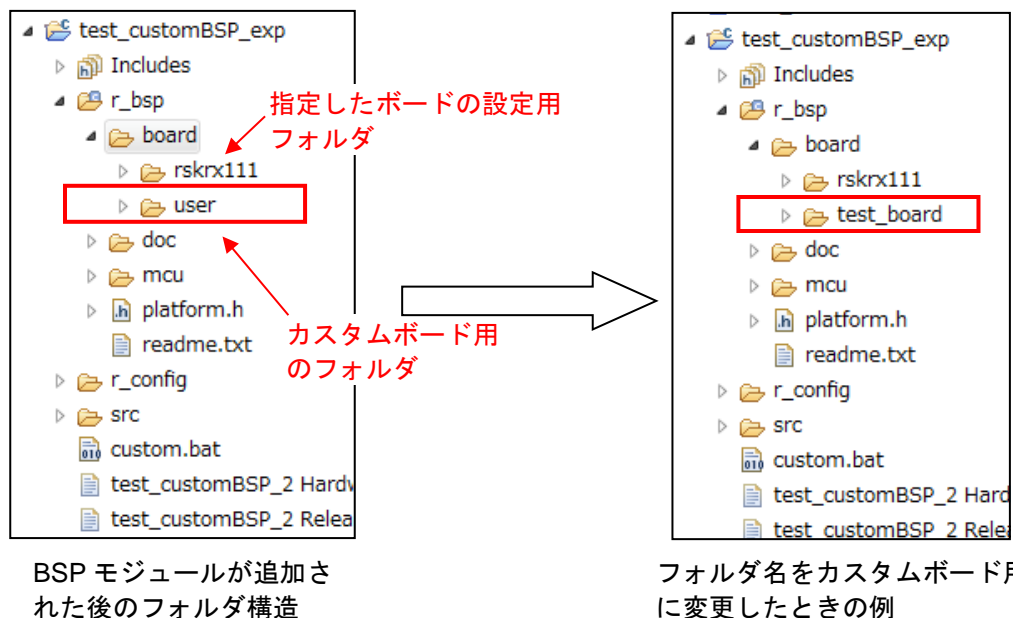 test_customBSP_exp
Includes
r_bsp
board
rskrx111
user
doc
mcu
platform.h
readme.txt
r_config
src
custom.bat
test_customBSP_2 Hardw
test_customBSP_2 Relea
指定したボードの設定用
フォルダ
カスタムボード用
のフォルダ
BSP モジュールが追加さ
れた後のフォルダ構造
test_customBSP_exp
Includes
r_bsp
board
rskrx111
test_board
doc
mcu
platform.h
readme.txt
r_config
src
custom.bat
test_customBSP_2 Hard
test_customBSP_2 Rele
フォルダ名をカスタムボード用
に変更したときの例